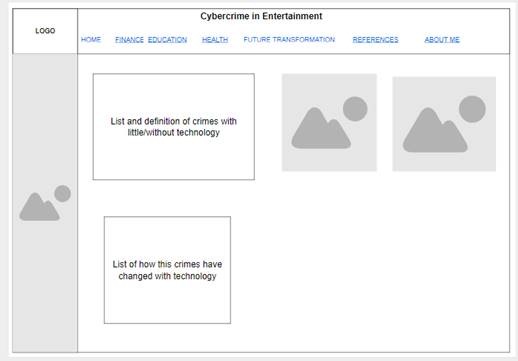 Cybercrime in Entertainment
LOGO
HOME FINANCE EDUCATION HEALTH FUTURE TRANSFORMATION REFERENCES ABOUT ME
List and definition of crimes with
little/without technology
List of how this crimes have
changed with technology